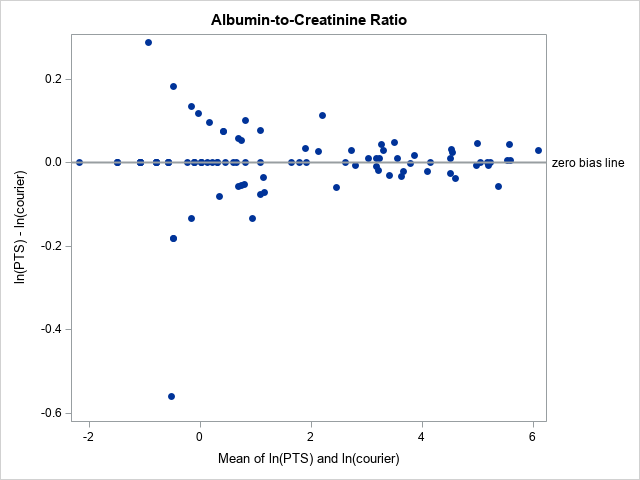 Albumin-to-Creatinine Ratio
0.2
0.0
-0.2
-0.4
-0.6
ln(PTS) - ln(courier)
zero bias line
-2
0
2
4
6
Mean of ln(PTS) and ln(courier)